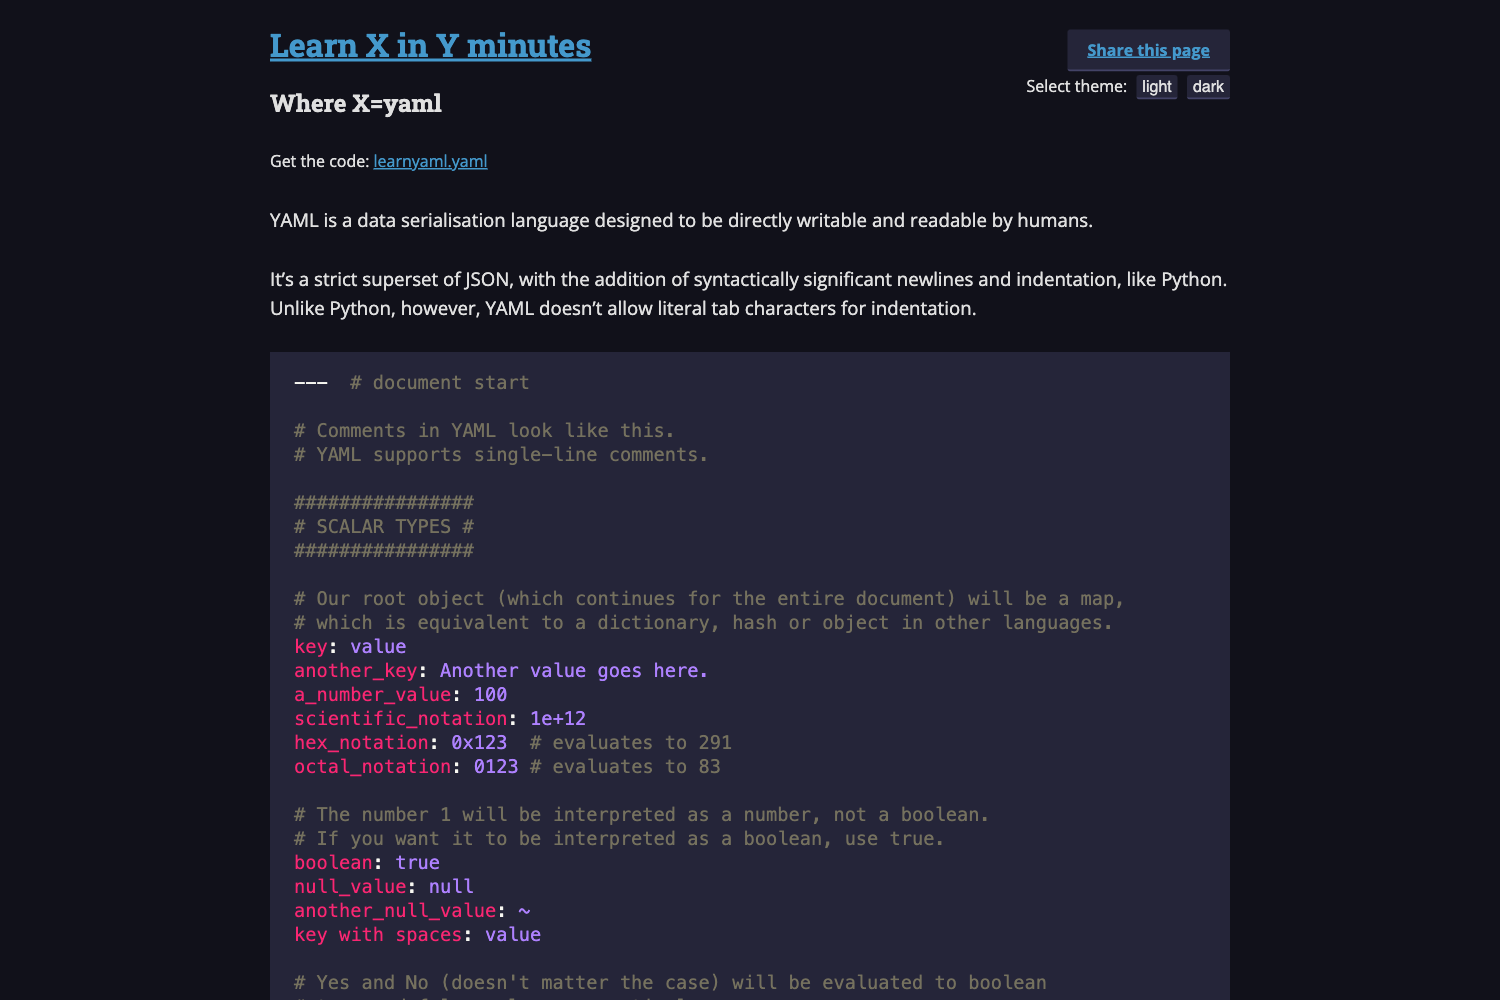 Learn X in Y minutes
Share this page
Select theme: light dark
Where X=yaml
Get the code: learnyaml.yaml
YAML is a data serialisation language designed to be directly writable and readable by humans.
It’s a strict superset of JSON, with the addition of syntactically significant newlines and indentation, like Python.
Unlike Python, however, YAML doesn’t allow literal tab characters for indentation.
---  # document start
# Comments in YAML look like this.
# YAML supports single-line comments.
################
# SCALAR TYPES #
################
# Our root object (which continues for the entire document) will be a map,
# which is equivalent to a dictionary, hash or object in other languages.
key: value
another_key: Another value goes here.
a_number_value: 100
scientific_notation: 1e+12
hex_notation: 0x123  # evaluates to 291
octal_notation: 0123 # evaluates to 83
# The number 1 will be interpreted as a number, not a boolean.
# If you want it to be interpreted as a boolean, use true.
boolean: true
null_value: null
another_null_value: ~
key with spaces: value
# Yes and No (doesn't matter the case) will be evaluated to boolean